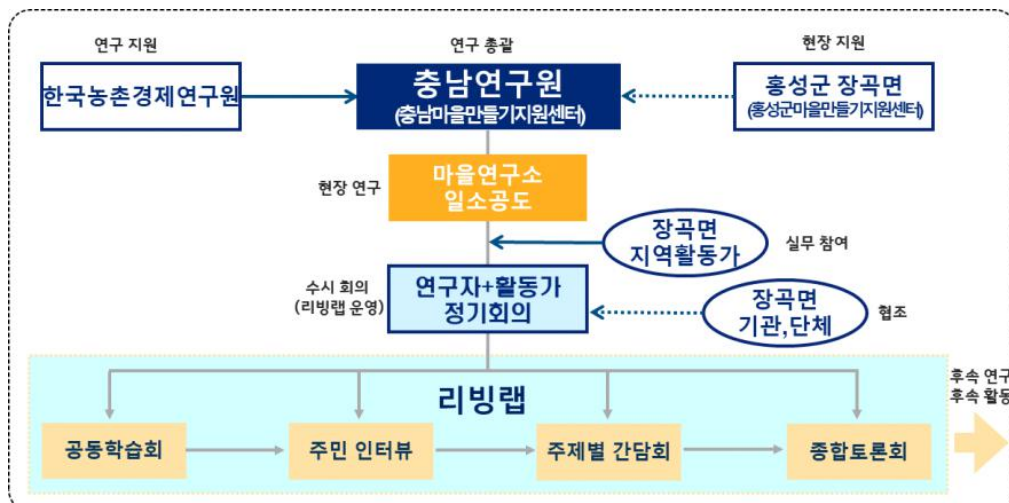 연구 지원
연구 총괄
현장 지원
한국농촌경제연구원
충남연구원
(충남마을만들기지원센터)
홍성군 장곡면
(홍성군마을만들기지원센터)
현장 연구
마을연구소
일소공도
장곡면
지역활동가
실무 참여
수시 회의
(리빙랩 운영)
연구자+활동가
정기회의
장곡면
기관,단체
협조
리빙랩
후속 연구
후속 활동
공동학습회
주민 인터뷰
주제별 간담회
종합토론회